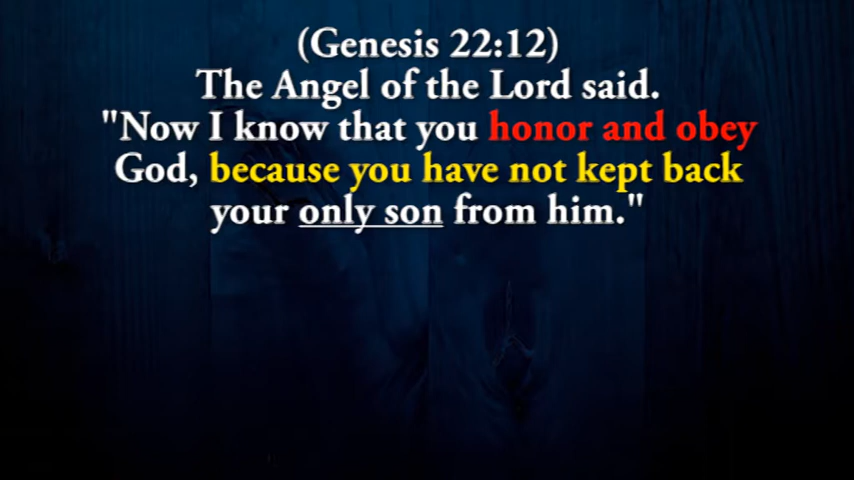 (Genesis 22:12)
The Angel of the Lord said.
"Now I know that you honor and obey
God, because you have not kept back
your only son from him."